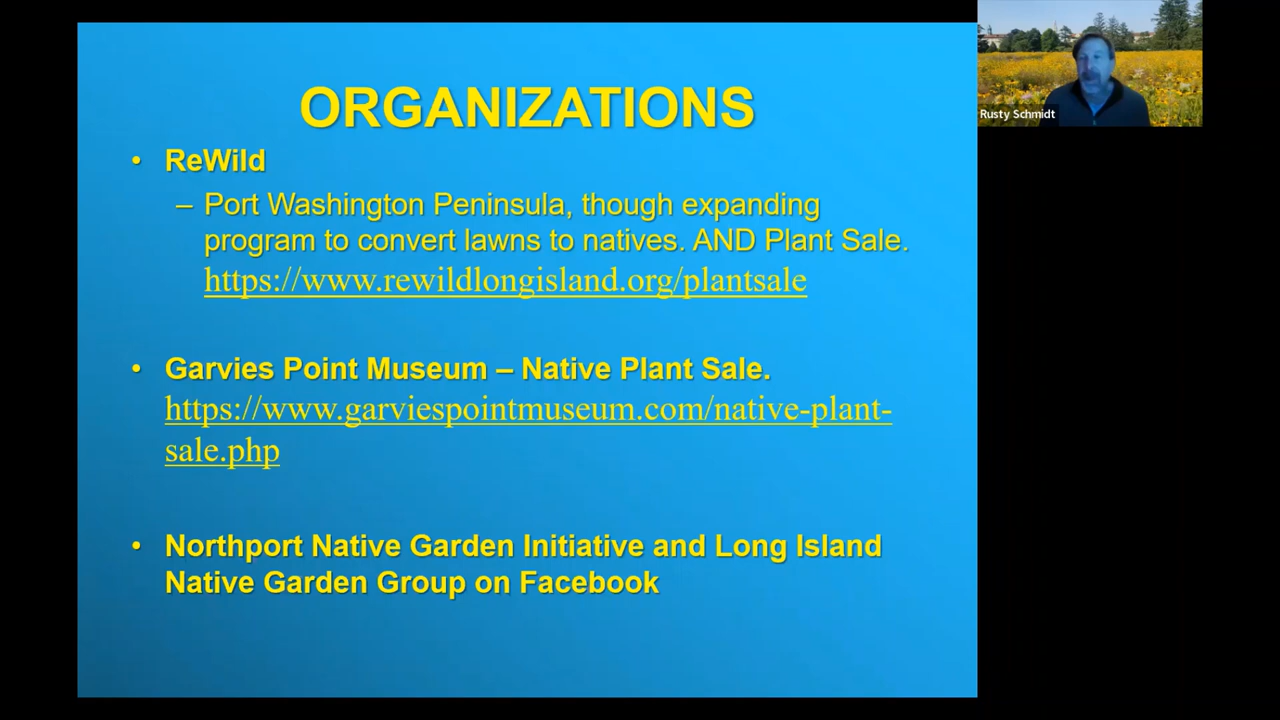 ORGANIZATIONS
• ReWild
– Port Washington Peninsula, though expanding
program to convert lawns to natives. AND Plant Sale.
https://www.rewildlongisland.org/plantsale
• Garvies Point Museum – Native Plant Sale.
https://www.garviespointmuseum.com/native-plant-
sale.php
• Northport Native Garden Initiative and Long Island
Native Garden Group on Facebook
Rusty Schmidt